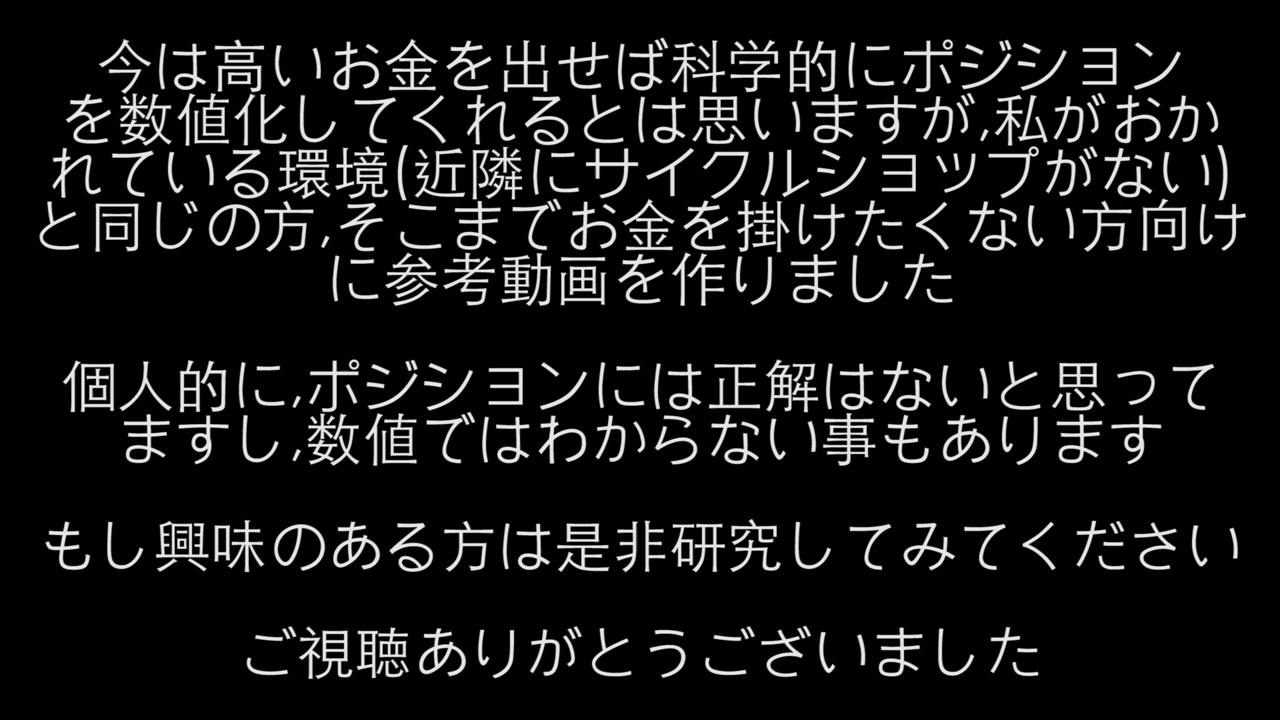 今は高いお金を出せば科学的にポジション
を数値化してくれるとは思いますが,私がおか
れている環境(近隣にサイクルショップがない)
と同じの方,そこまでお金を掛けたくない方向け
に参考動画を作りました
個人的に,ポジションには正解はないと思って
ますし,数値ではわからない事もあります
もし興味のある方は是非研究してみてください
ご視聴ありがとうございました